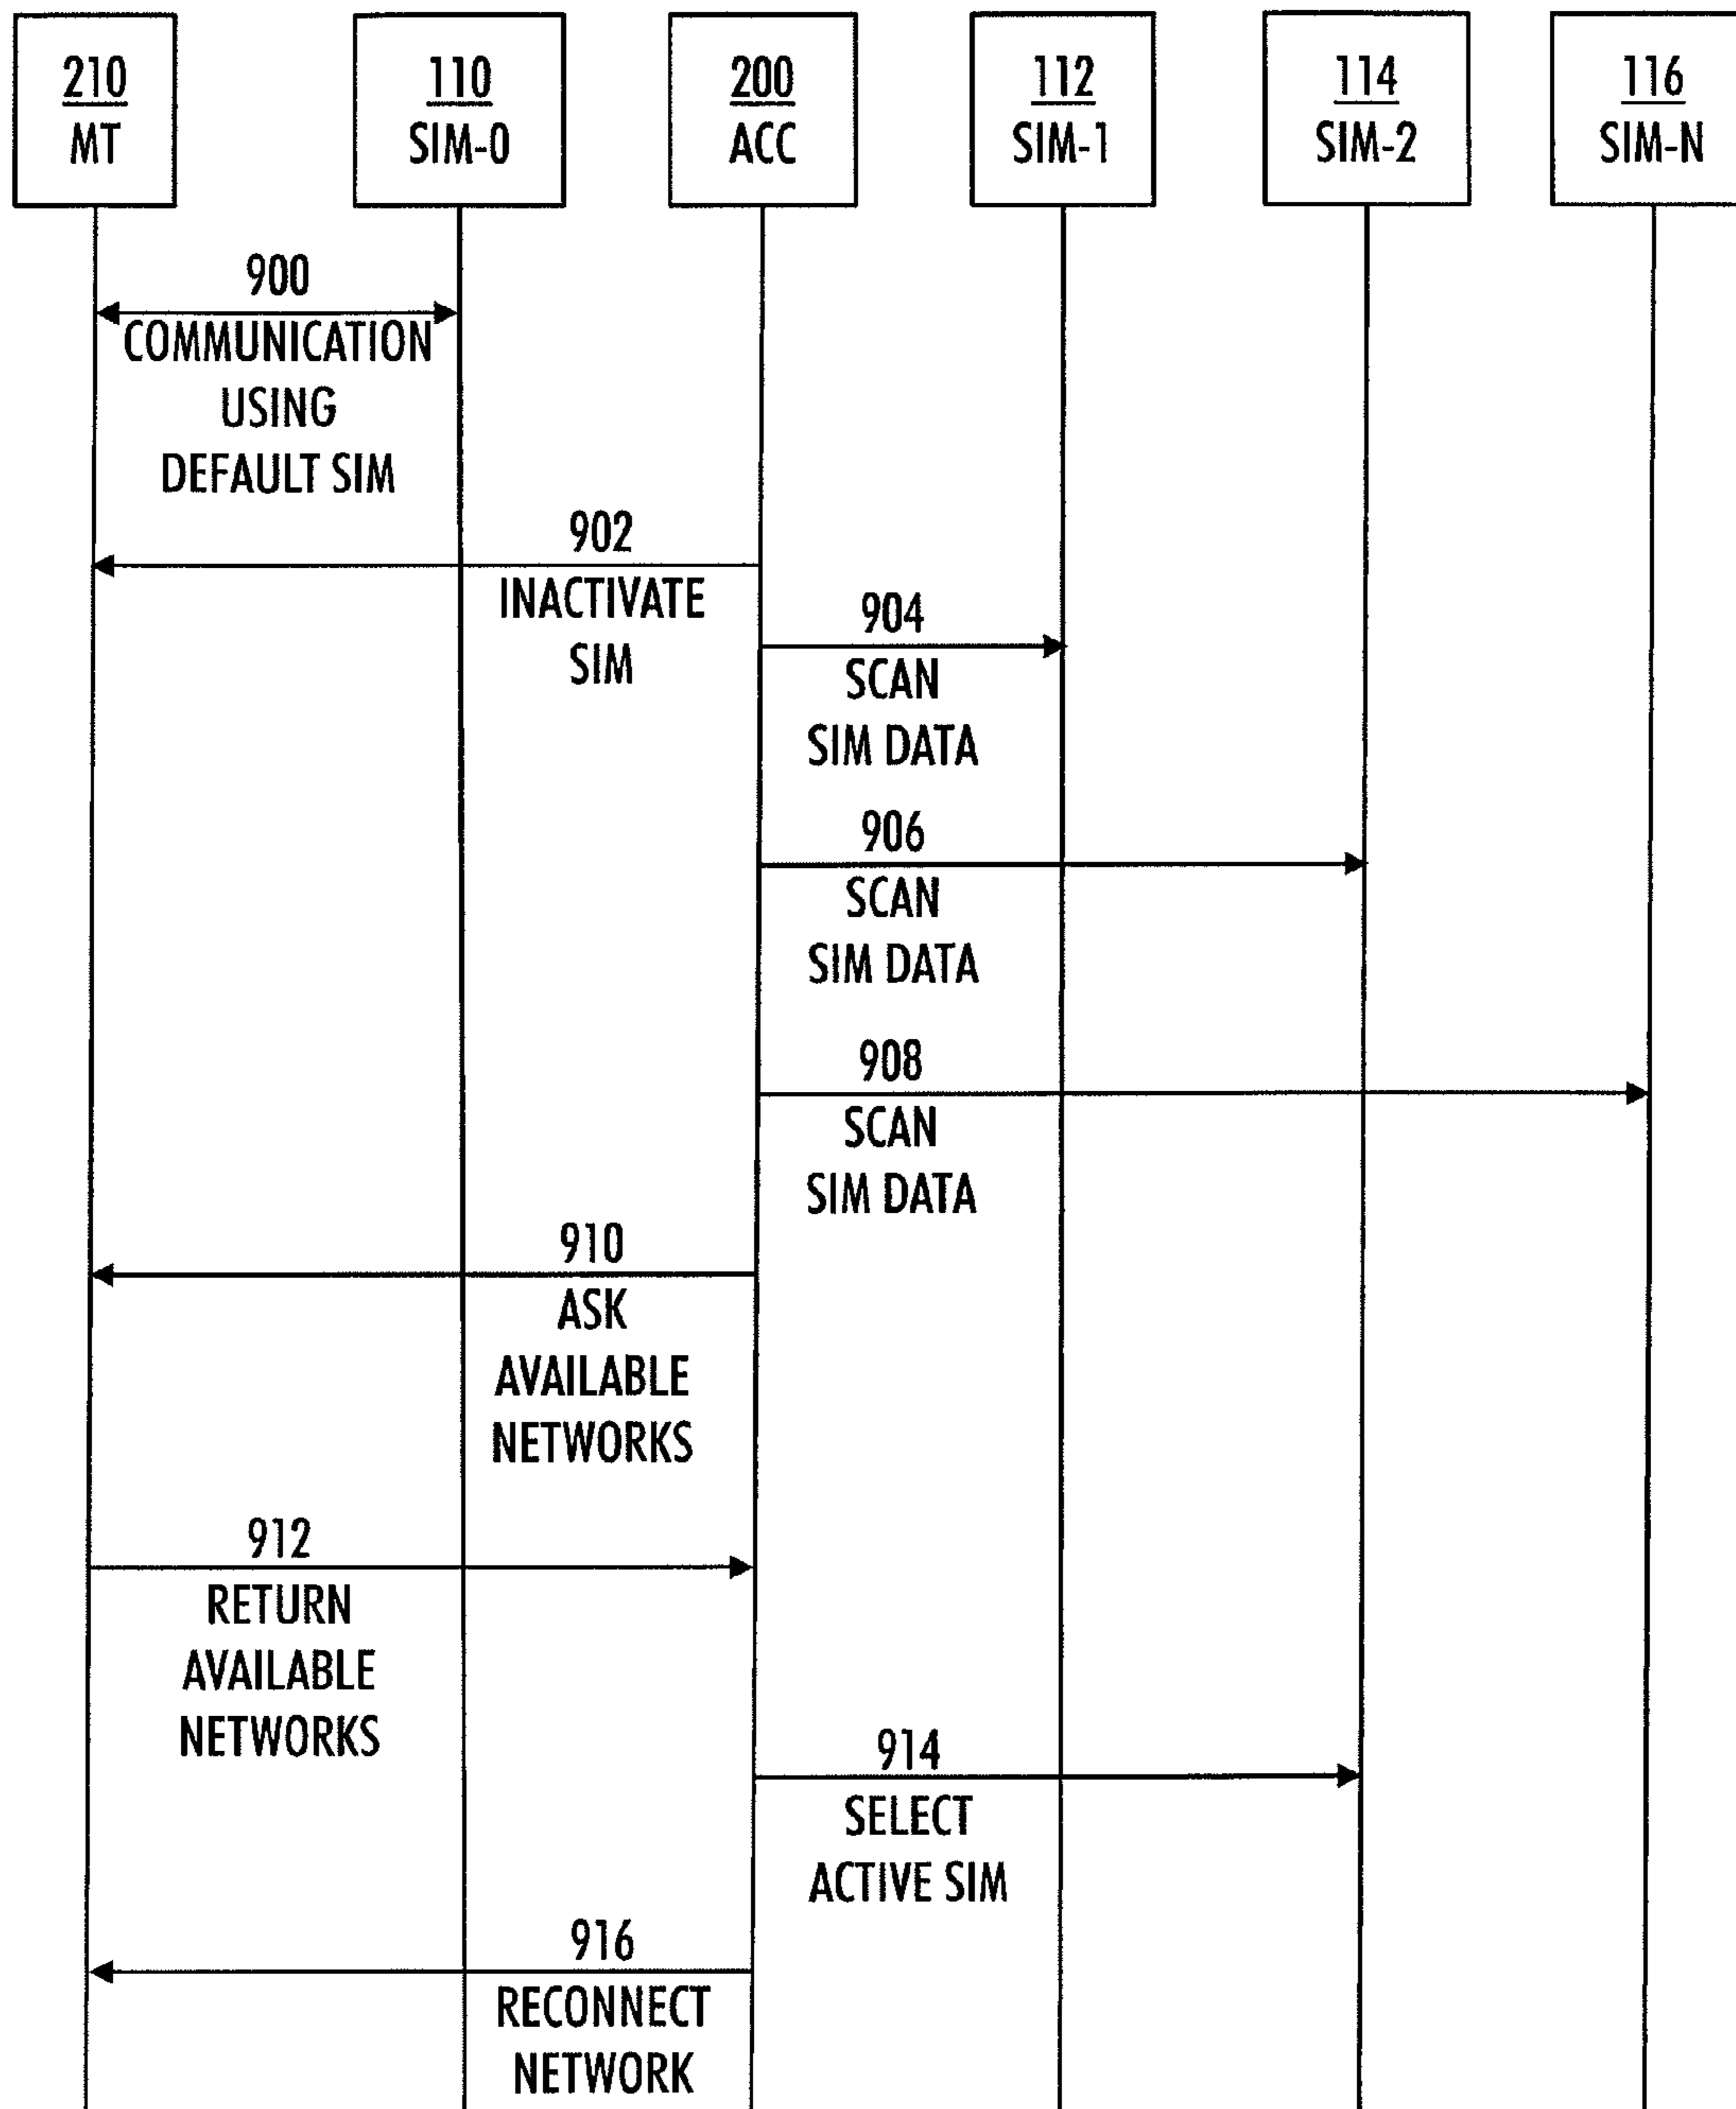 210
MT
110
SIM-0
200
ACC
112
SIM-1
114
SIM-2
116
SIM-N
900
COMMUNICATION
USING
DEFAULT SIM
902
INACTIVATE
SIM
904
SCAN
SIM DATA
906
SCAN
SIM DATA
908
SCAN
SIM DATA
910
ASK
AVAILABLE
NETWORKS
912
RETURN
AVAILABLE
NETWORKS
914
SELECT
ACTIVE SIM
916
RECONNECT
NETWORK